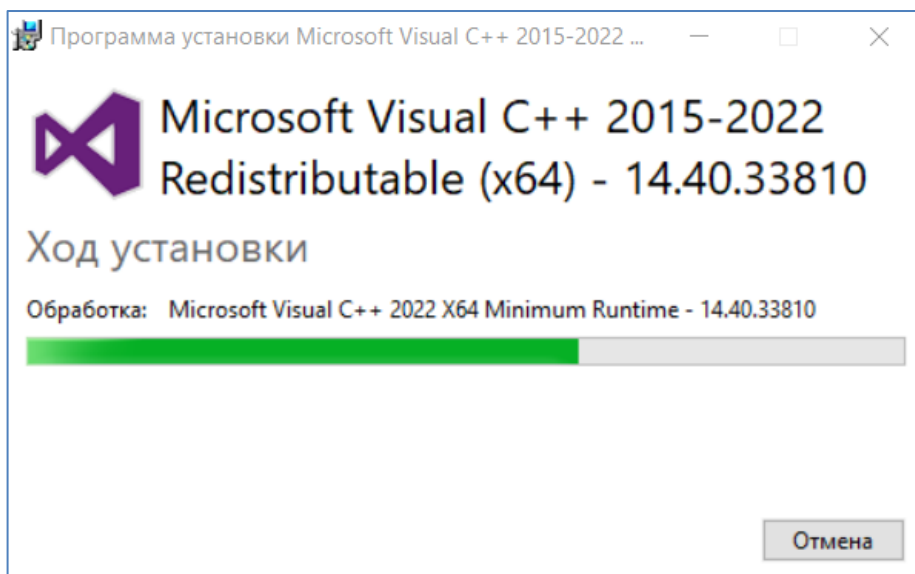 Программа установки Microsoft Visual C++ 2015-2022 ...
Microsoft Visual C++ 2015-2022
Redistributable (x64) - 14.40.33810
Ход установки
Обработка: Microsoft Visual C++ 2022 X64 Minimum Runtime - 14.40.33810
Отмена